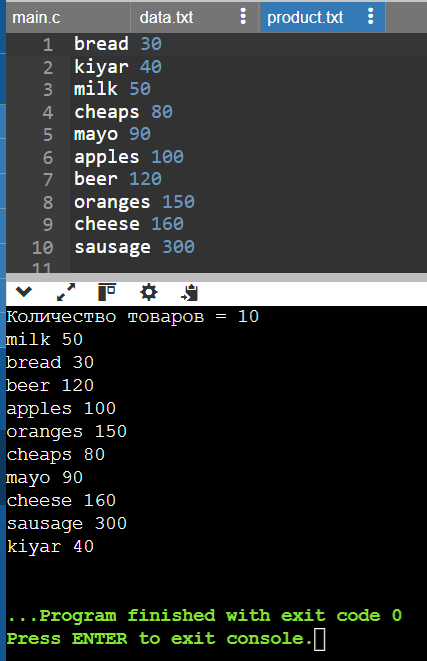 main.c data.txt product.txt
1 bread 30
2 kiyar 40
3 milk 50
4 cheaps 80
5 mayo 90
6 apples 100
7 beer 120
8 oranges 150
9 cheese 160
10 sausage 300
11
Количество товаров = 10
milk 50
bread 30
beer 120
apples 100
oranges 150
cheaps 80
mayo 90
cheese 160
sausage 300
kiyar 40
...Program finished with exit code 0
Press ENTER to exit console.